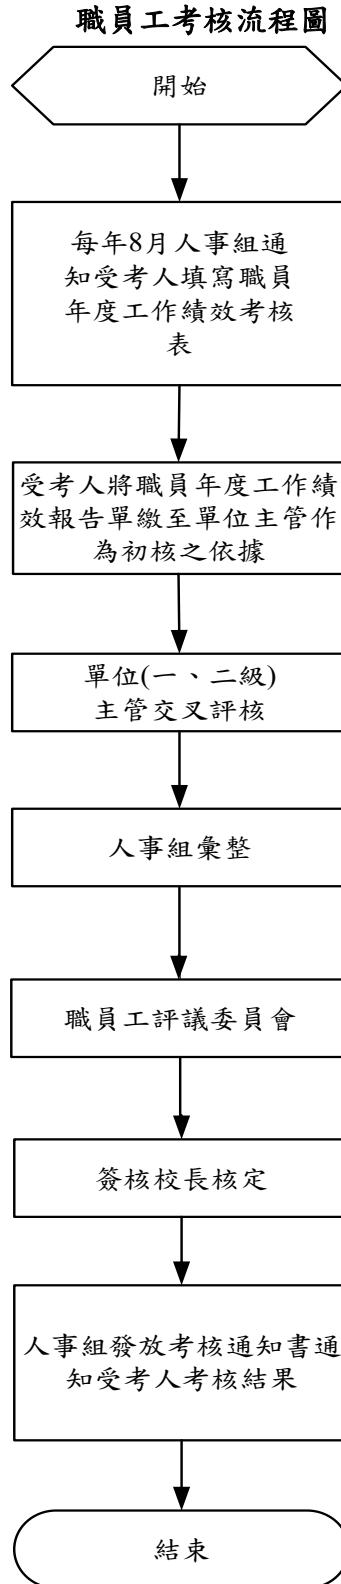 職員工考核流程圖
開始
每年8月人事組通
知受考人填寫職員
年度工作績效考核
表
受考人將職員年度工作績
效報告單繳至單位主管作
為初核之依據
單位(一、二級)
主管交叉評核
人事組彙整
職員工評議委員會
簽核校長核定
人事組發放考核通知書通
知受考人考核結果
結束